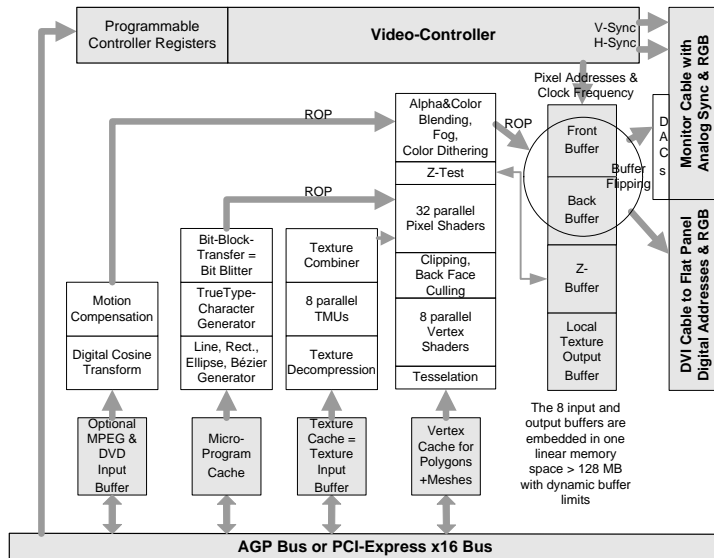 Programmable
Controller Registers
Video-Controller
V-Sync
H-Sync
Monitor Cable with
Analog Sync & RGB
Pixel Addresses &
Clock Frequency
ROP
Alpha&Color
Blending,
Fog,
Color Dithering
ROP
Front
Buffer
D
A
C
s
Buffer
Flipping
Z-Test
ROP
32 parallel
Pixel Shaders
Back
Buffer
Bit-Block-
Transfer =
Bit Blitter
Texture
Combiner
Clipping,
Back Face
Culling
Z-
Buffer
DVI Cable to Flat Panel
Digital Addresses & RGB
Motion
Compensation
TrueType-
Character
Generator
8 parallel
TMUs
8 parallel
Vertex
Shaders
Local
Texture
Output
Buffer
Digital Cosine
Transform
Line, Rect.,
Ellipse, Bézier
Generator
Texture
Decompression
Tesselation
Optional
MPEG &
DVD
Input
Buffer
Micro-
Program
Cache
Texture
Cache =
Texture
Input
Buffer
Vertex
Cache for
Polygons
+Meshes
The 8 input and
output buffers are
embedded in one
linear memory
space > 128 MB
with dynamic buffer
limits
AGP Bus or PCI-Express x16 Bus